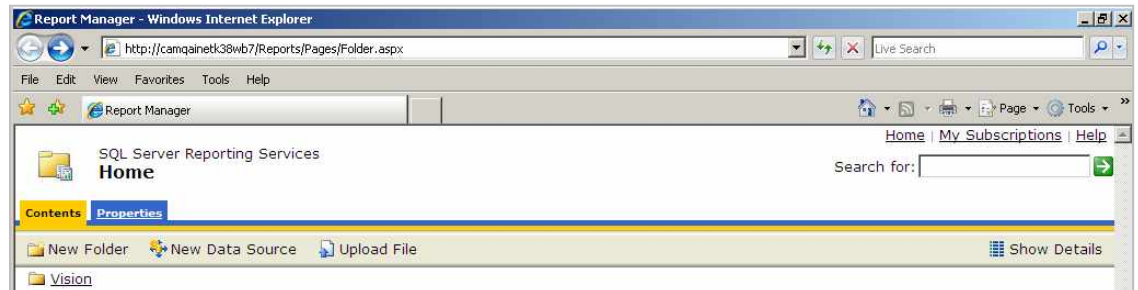 Report Manager - Windows Internet Explorer
http://camqainetk38wb7/Reports/Pages/Folder.aspx
Live Search
File Edit View Favorites Tools Help
Report Manager
Page Tools
Home | My Subscriptions | Help
SQL Server Reporting Services
Home
Search for:
Contents Properties
New Folder New Data Source Upload File Show Details
Vision